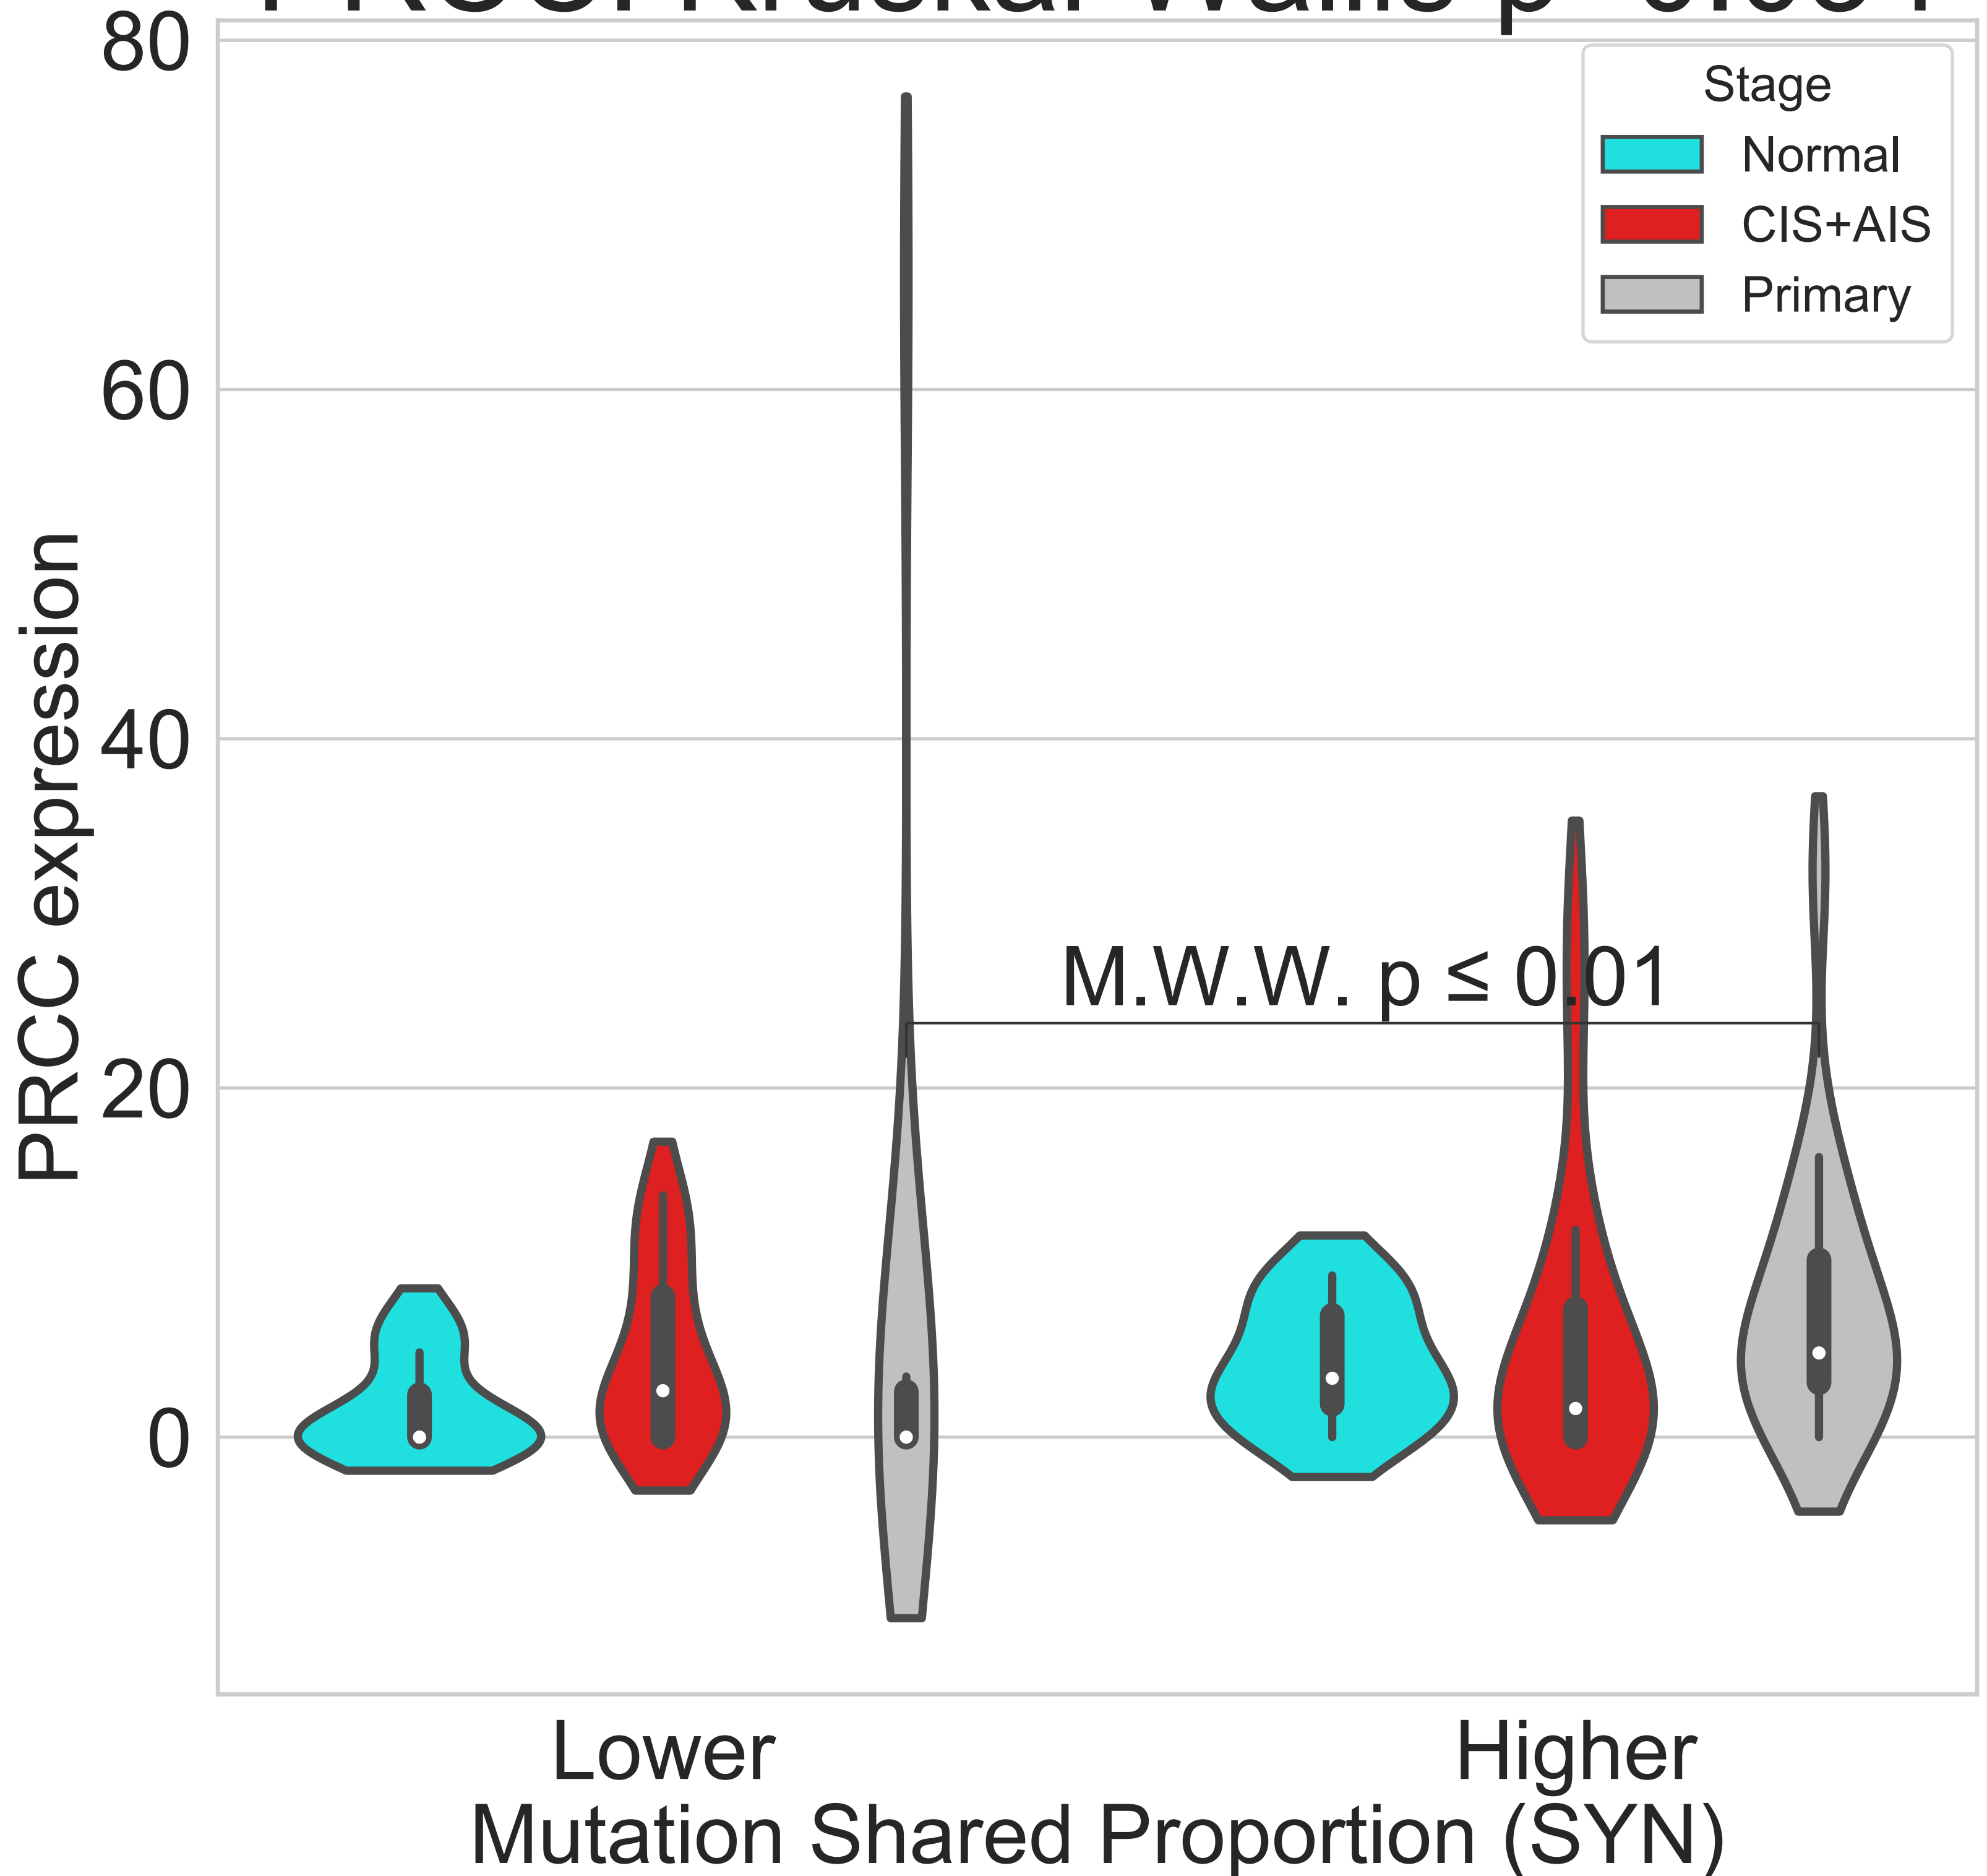 80
60
40
20
0
PRCC expression
Stage
Normal
CIS+AIS
Primary
M.W.W. p ≤ 0.01
Lower
Higher
Mutation Shared Proportion (SYN)